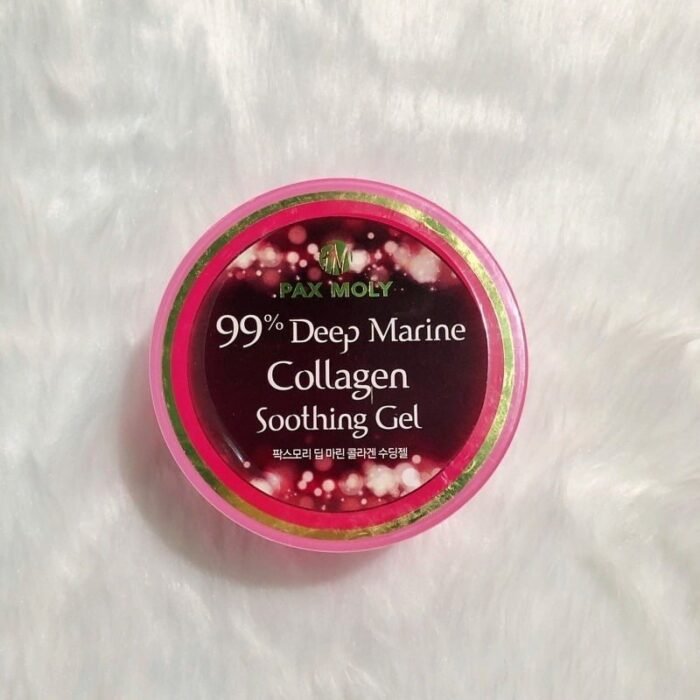 PAX MOLY
99% Deep Marine
Collagen
Soothing Gel
팍스모리 딥 마린 콜라겐 수딩젤